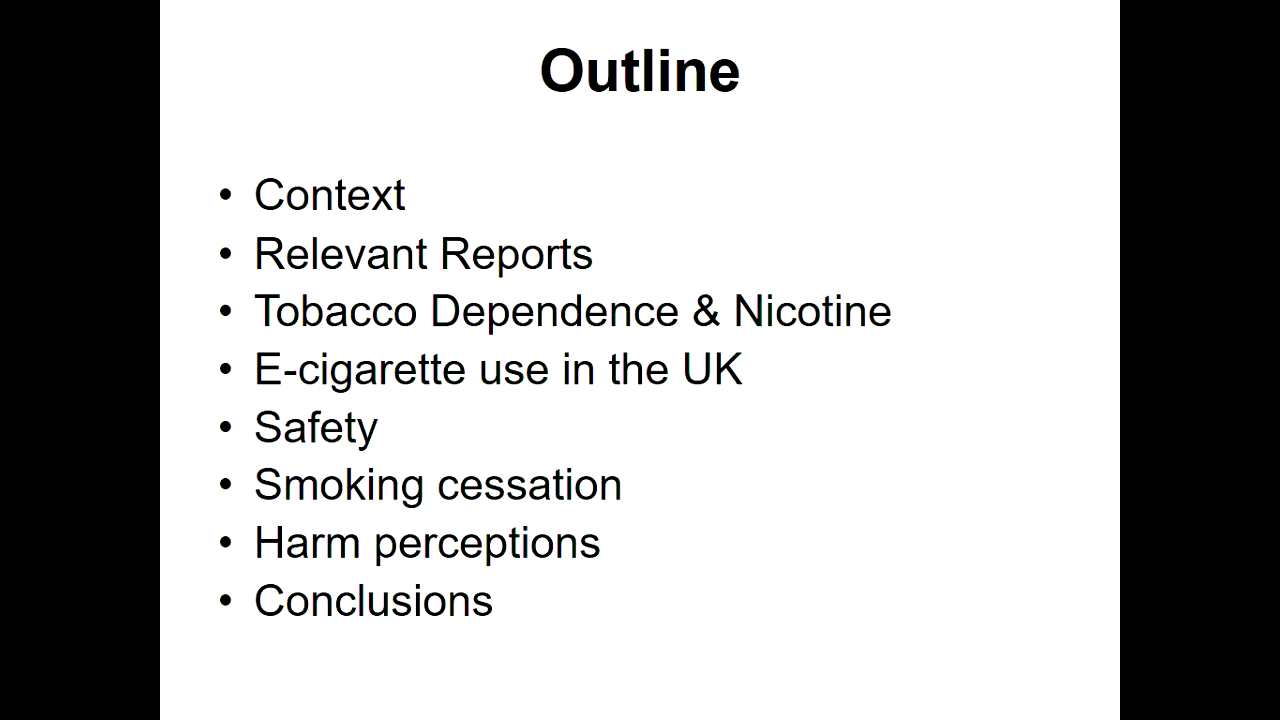 Outline
• Context
• Relevant Reports
• Tobacco Dependence & Nicotine
• E-cigarette use in the UK
• Safety
• Smoking cessation
• Harm perceptions
• Conclusions